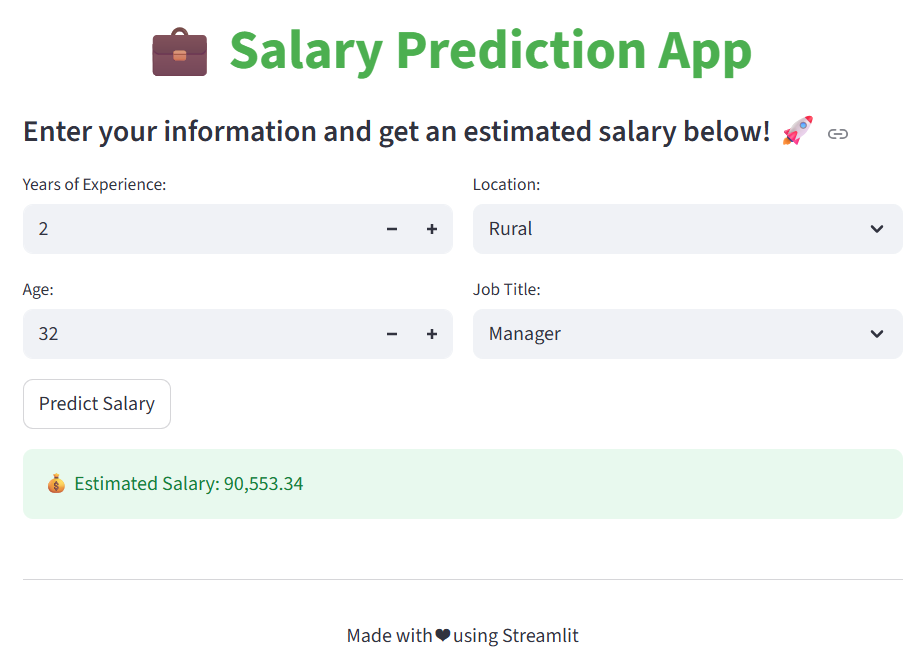 💼 Salary Prediction App
Enter your information and get an estimated salary below! 🚀
Years of Experience:
2
Location:
Rural
Age:
32
Job Title:
Manager
Predict Salary
💰 Estimated Salary: 90,553.34
Made with❤using Streamlit